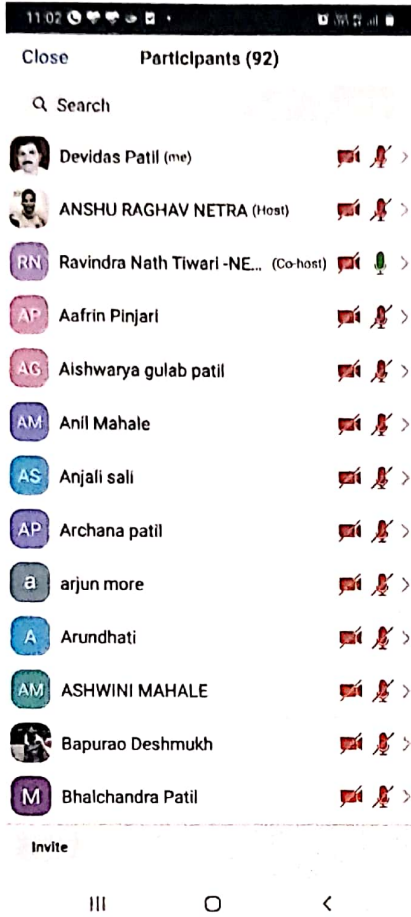 11:02
Close Participants (92)
Search
Devidas Patil (me)
ANSHU RAGHAV NETRA (Host)
RN Ravindra Nath Tiwari -NE... (Co-host)
AP Aafrin Pinjari
AG Aishwarya gulab patil
AM Anil Mahale
AS Anjali sali
AP Archana patil
a arjun more
A Arundhati
AM ASHWINI MAHALE
Bapurao Deshmukh
M Bhalchandra Patil
Invite